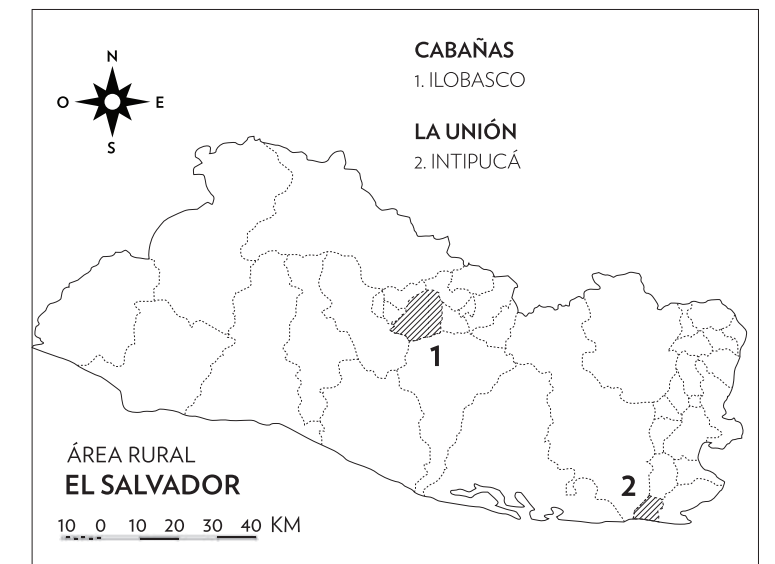 N
O E
S
CABAÑAS
1. ILOBASCO
LA UNIÓN
2. INTIPUCÁ
1
2
ÁREA RURAL
EL SALVADOR
10 0 10 20 30 40 KM